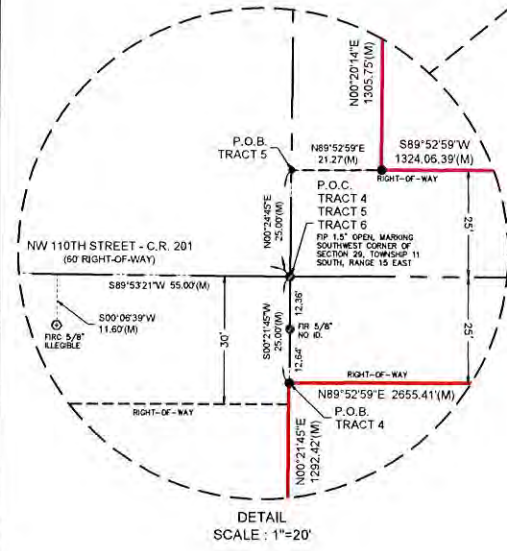 N00°20'14"E
1305.75'(M)
P.O.B.
TRACT 5
N89°52'59"E
21.27'(M)
S89°52'59"W
1324.06.39'(M)
RIGHT-OF-WAY
N00°24'45"E
25.00'(M)
P.O.C.
TRACT 4
TRACT 5
TRACT 6
FIP 1.5" OPEN, MARKING
SOUTHWEST CORNER OF
SECTION 29, TOWNSHIP 11
SOUTH, RANGE 15 EAST
25'
NW 110TH STREET - C.R. 201
(60' RIGHT-OF-WAY)
S89°53'21"W 55.00'(M)
S00°06'39"W
11.60'(M)
FIRC 5/8"
ILLEGIBLE
30'
S00°21'45"W
25.00'(M)
12.36'
FIR 5/8"
NO ID.
12.64'
25'
RIGHT-OF-WAY
N89°52'59"E 2655.41'(M)
RIGHT-OF-WAY
P.O.B.
TRACT 4
N00°21'45"E
1292.42'(M)
DETAIL
SCALE : 1"=20'